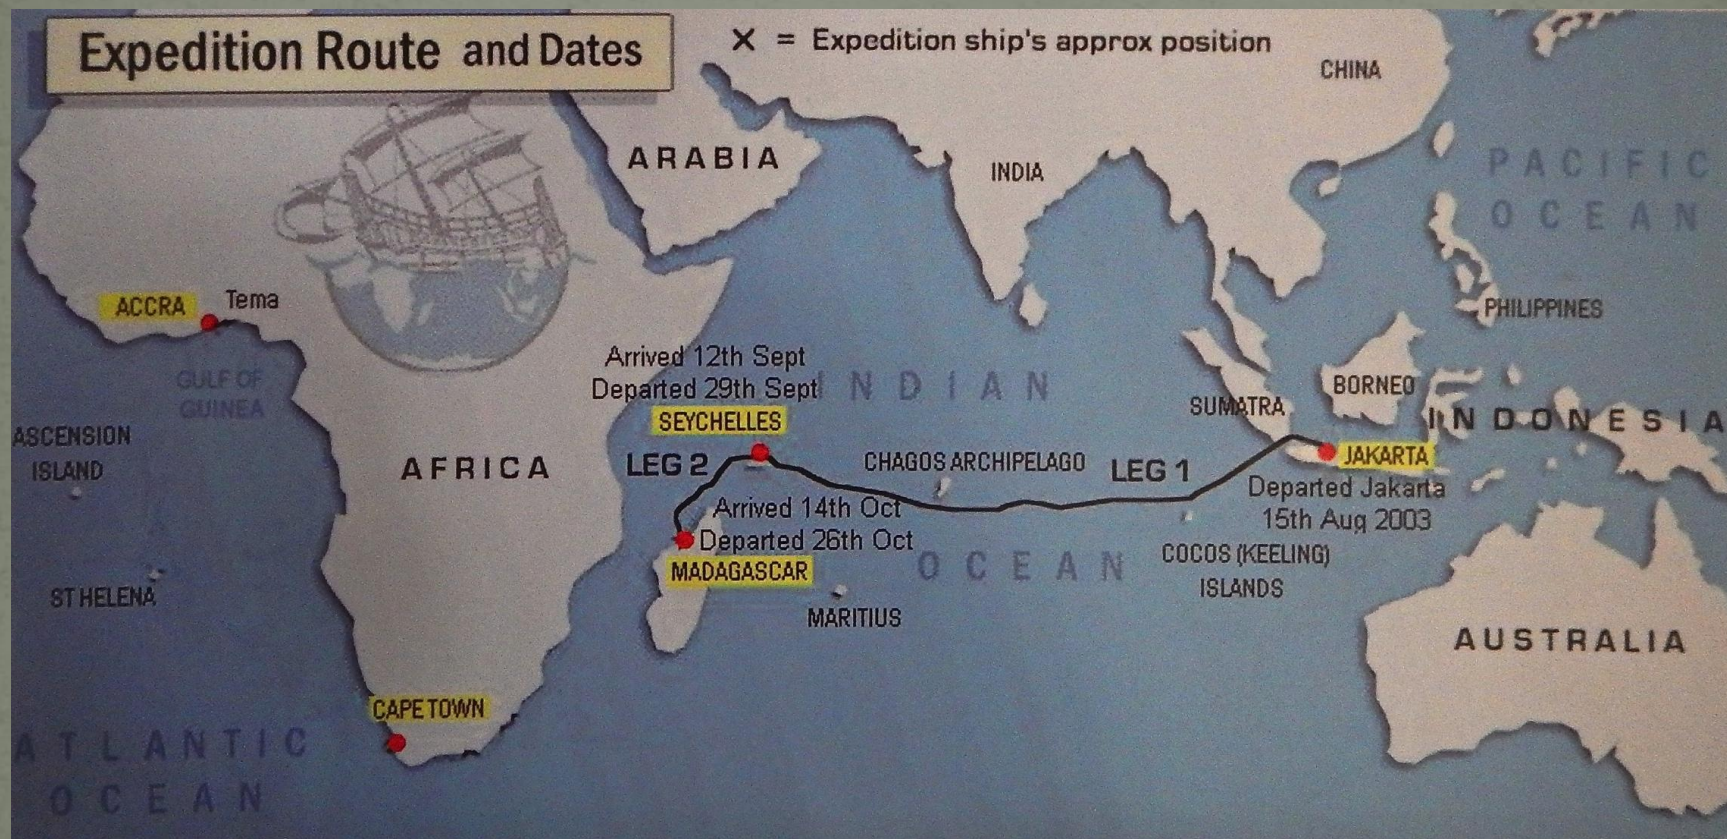 Expedition Route and Dates
X = Expedition ship's approx position
CHINA
ARABIA
INDIA
PACIFIC
OCEAN
ACCRA
Tema
PHILIPPINES
GULF OF
GUINEA
Arrived 12th Sept
Departed 29th Sept
SEYCHELLES
INDIAN
OCEAN
BORNEO
SUMATRA
INDONESIA
ASCENSION
ISLAND
AFRICA
LEG 2
CHAGOS ARCHIPELAGO
LEG 1
JAKARTA
Departed Jakarta
15th Aug 2003
Arrived 14th Oct
Departed 26th Oct
MADAGASCAR
COCOS (KEELING)
ISLANDS
ST HELENA
MARITIUS
AUSTRALIA
CAPE TOWN
ATLANTIC
OCEAN